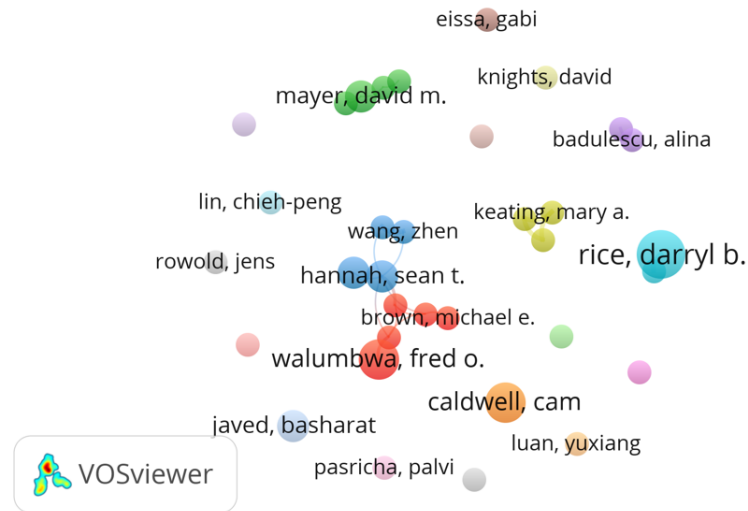 eissa, gabi
knights, david
mayer, david m.
badulescu, alina
lin, chieh-peng
keating, mary a.
wang, zhen
rice, darryl b.
rowold, jens
hannah, sean t.
brown, michael e.
walumbwa, fred o.
caldwell, cam
javed, basharat
luan, yuxiang
pasricha, palvi
VOSviewer